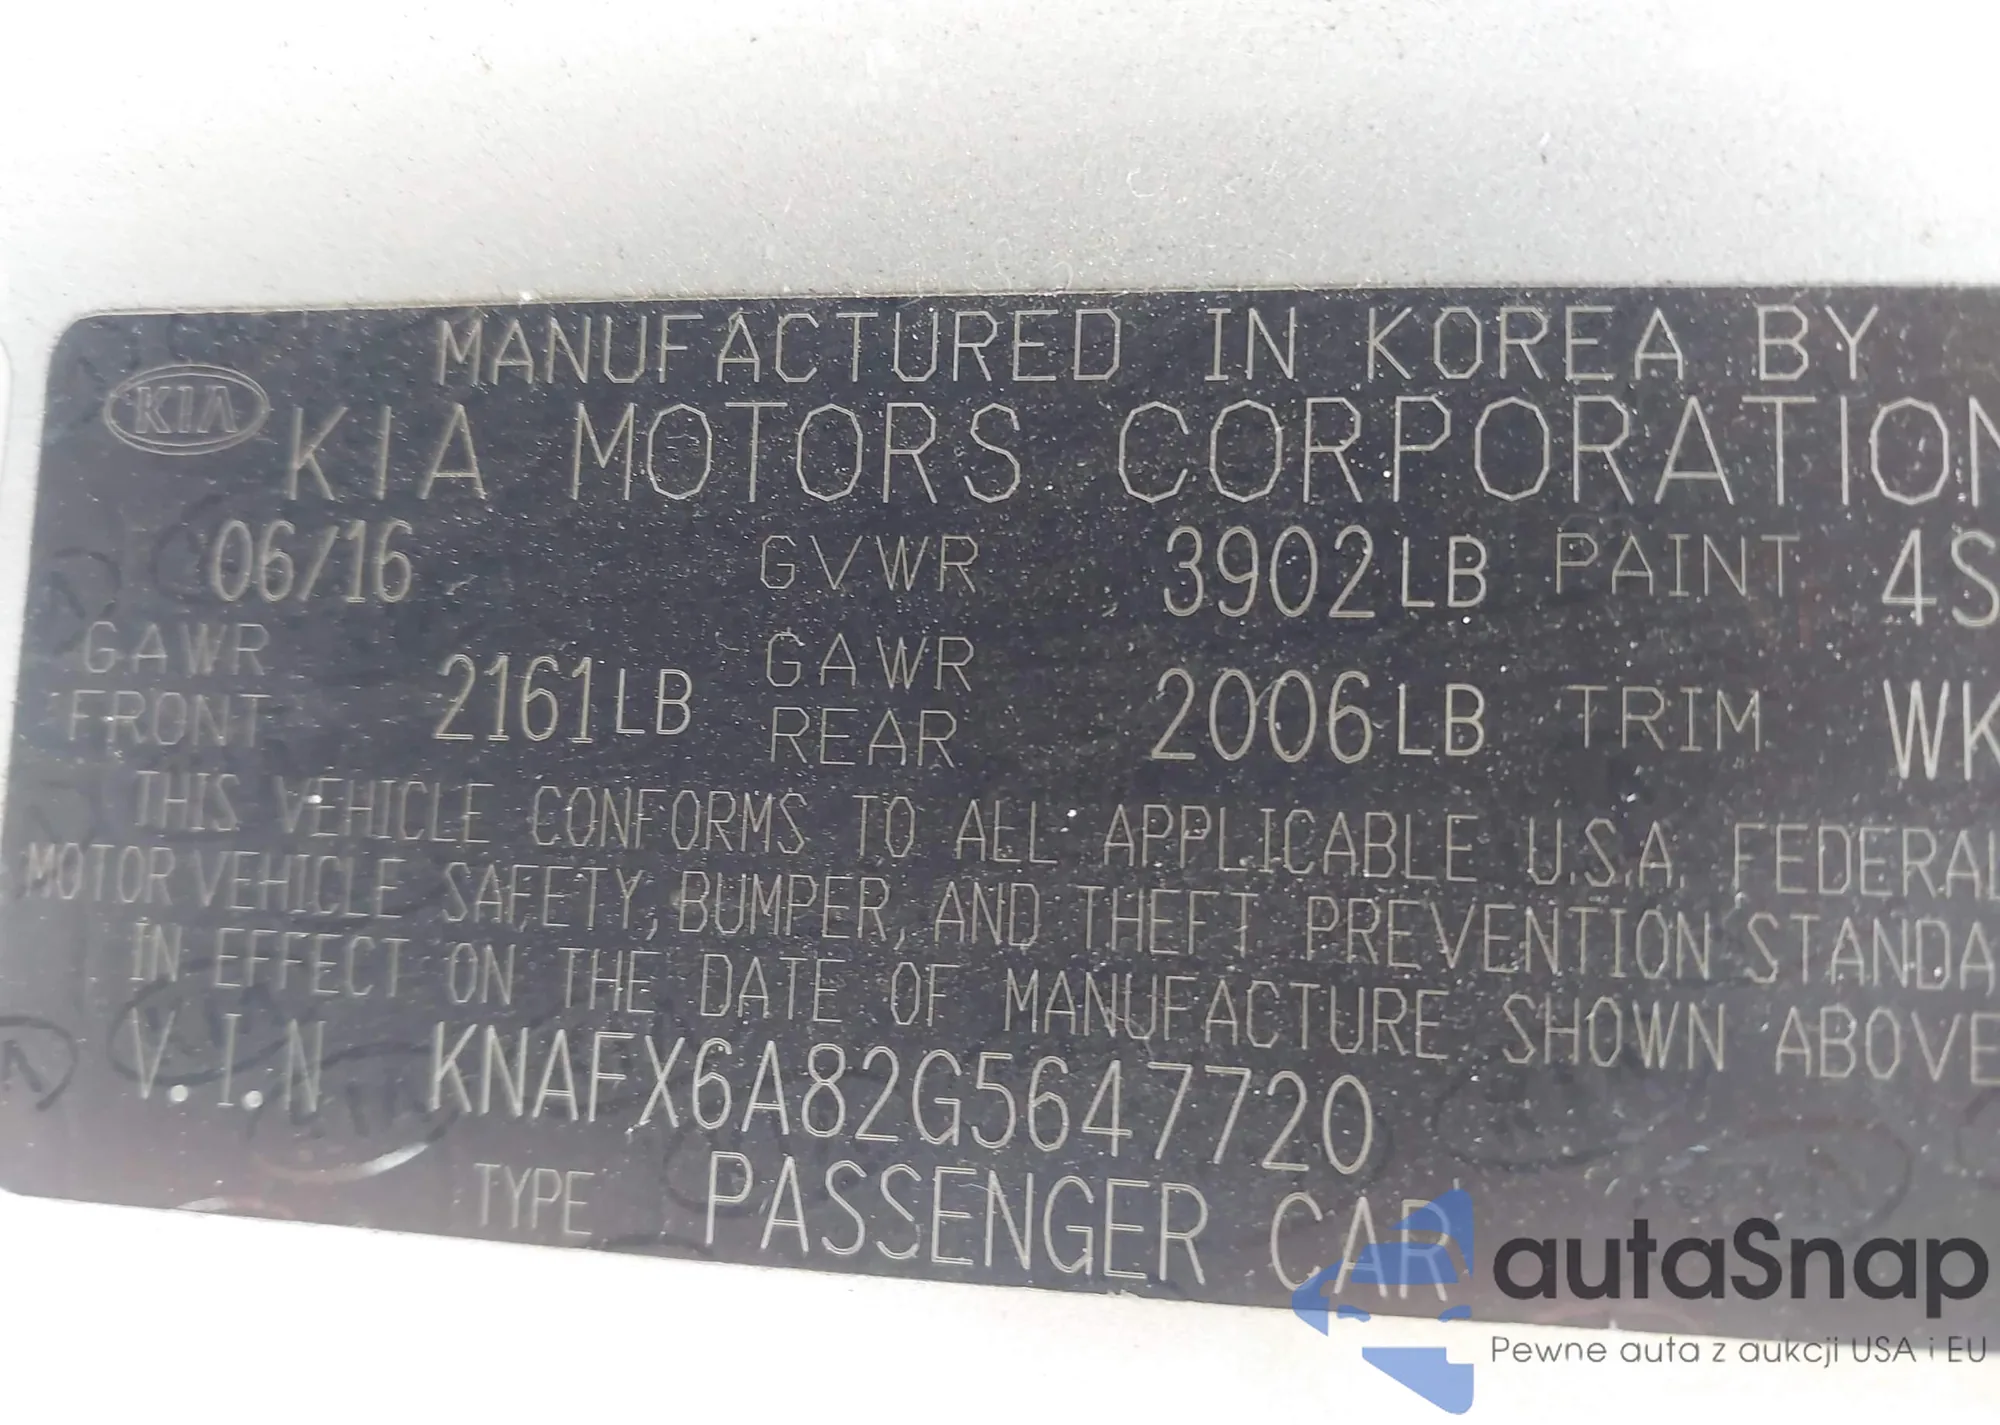 MANUFACTURED IN KOREA BY
KIA KIA MOTORS CORPORATION
06/16 GVWR 3902LB PAINT 4S
GAWR FRONT 2161LB GAWR REAR 2006LB TRIM WK
THIS VEHICLE CONFORMS TO ALL APPLICABLE U.S.A. FEDERAL
MOTOR VEHICLE SAFETY, BUMPER, AND THEFT PREVENTION STANDA
IN EFFECT ON THE DATE OF MANUFACTURE SHOWN ABOVE
V.I.N KNAFX6A82G5647720
TYPE PASSENGER CAR
autaSnap
Pewne auta z aukcji USA i EU